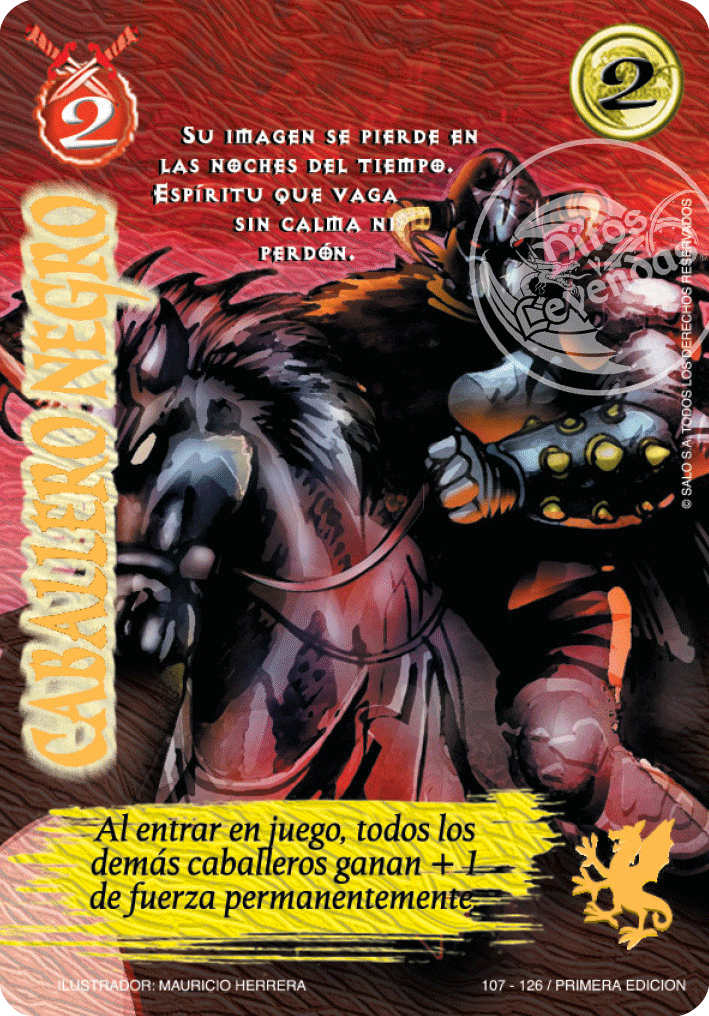 2
2
SU IMAGEN SE PIERDE EN
LAS NOCHES DEL TIEMPO.
ESPÍRITU QUE VAGA
SIN CALMA NI
PERDÓN.
Mitos
y
Leyendas
CABALLERO NEGRO
© SALO S.A. TODOS LOS DERECHOS RESERVADOS
Al entrar en juego, todos los
demás caballeros ganan + 1
de fuerza permanentemente.
ILUSTRADOR: MAURICIO HERRERA
107 - 126 / PRIMERA EDICION